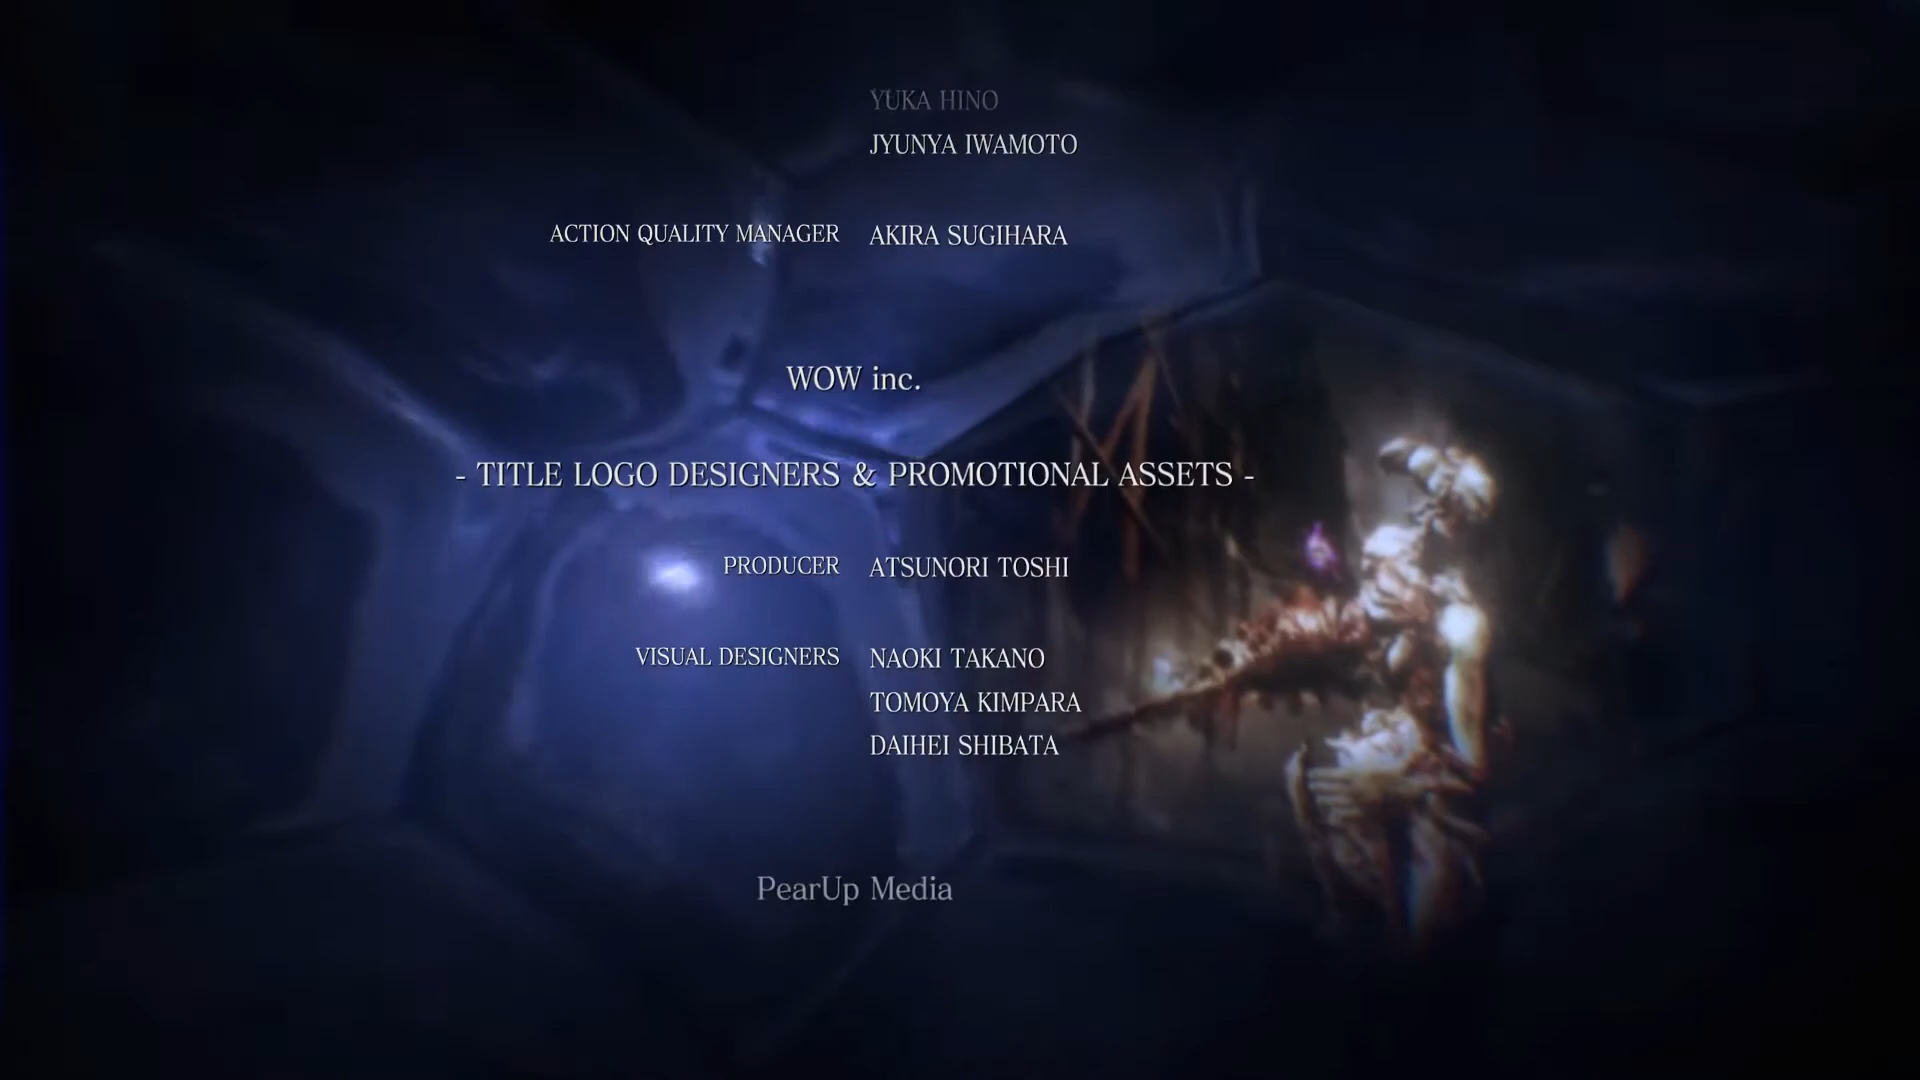 YUKA HINO
JYUNYA IWAMOTO
ACTION QUALITY MANAGER AKIRA SUGIHARA
WOW inc.
- TITLE LOGO DESIGNERS & PROMOTIONAL ASSETS -
PRODUCER ATSUNORI TOSHI
VISUAL DESIGNERS NAOKI TAKANO
TOMOYA KIMPARA
DAIHEI SHIBATA
PearUp Media